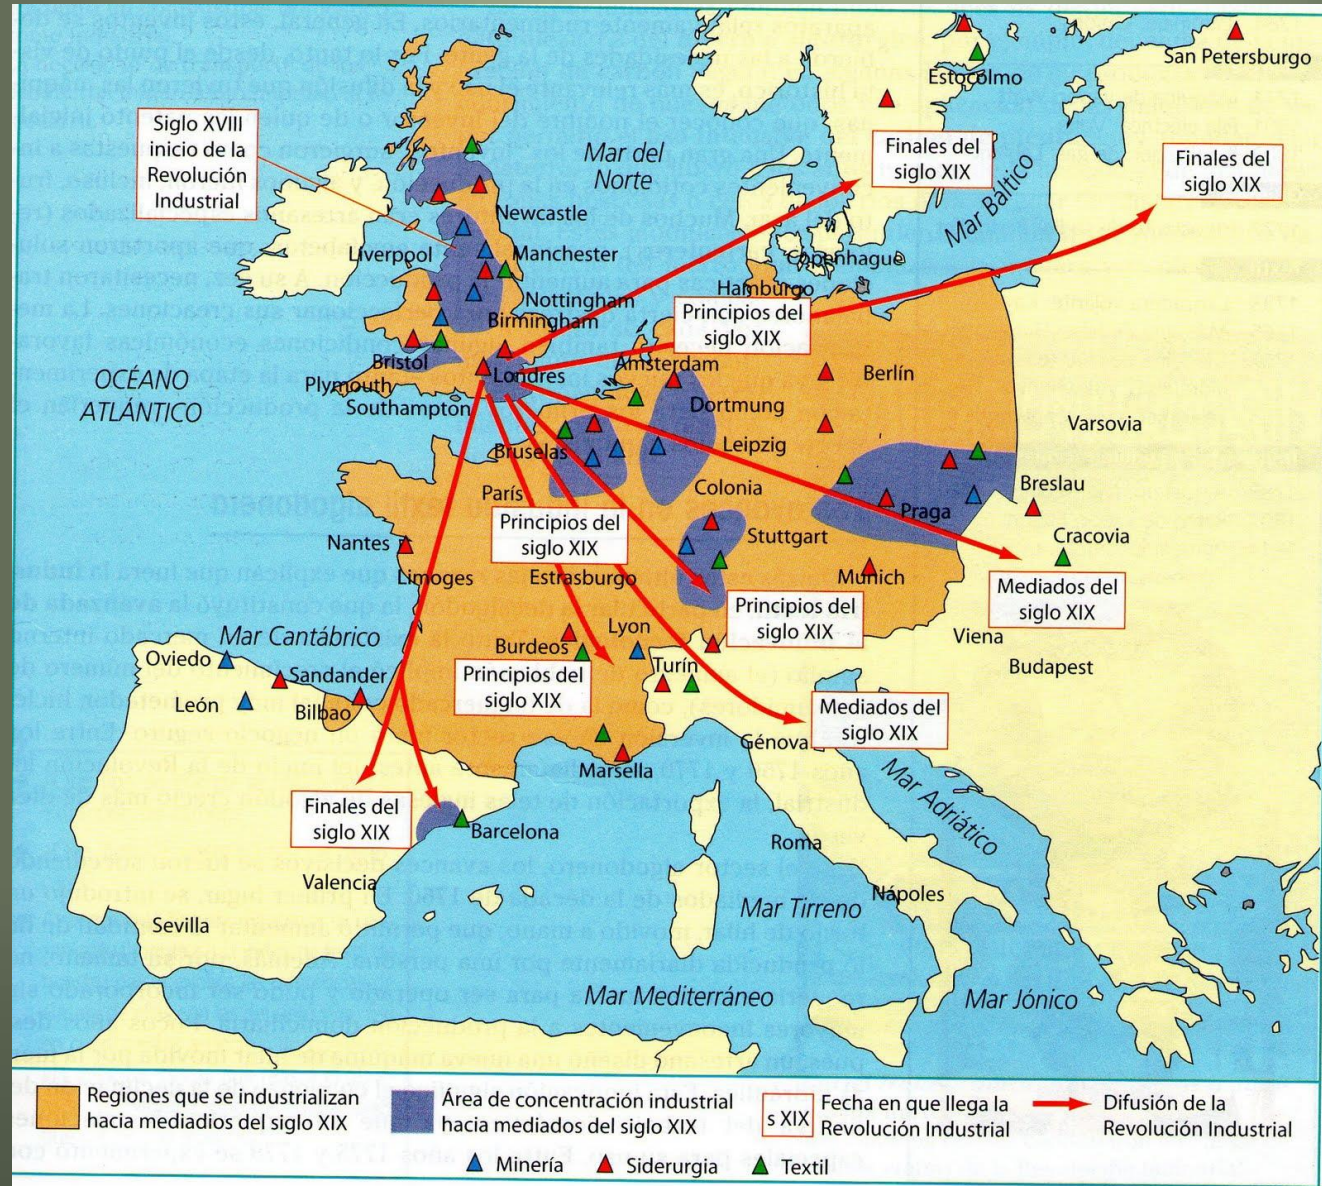 Estocolmo
San Petersburgo
Siglo XVIII
inicio de la
Revolución
Industrial
Mar del
Norte
Finales del
siglo XIX
Finales del
siglo XIX
Mar Báltico
Newcastle
Liverpool
Manchester
Copenhague
Hamburgo
Nottingham
Birmingham
Principios del
siglo XIX
OCÉANO
ATLÁNTICO
Bristol
Londres
Plymouth
Southampton
Amsterdam
Berlín
Dortmung
Leipzig
Varsovia
Bruselas
París
Colonia
Breslau
Praga
Principios del
siglo XIX
Nantes
Stuttgart
Cracovia
Limoges
Estrasburgo
Munich
Mediados del
siglo XIX
Principios del
siglo XIX
Mar Cantábrico
Lyon
Viena
Oviedo
Burdeos
Turín
Budapest
Sandander
León
Bilbao
Principios del
siglo XIX
Mediados del
siglo XIX
Génova
Marsella
Mar Adriático
Finales del
siglo XIX
Barcelona
Roma
Valencia
Nápoles
Sevilla
Mar Tirreno
Mar Mediterráneo
Mar Jónico
Regiones que se industrializan
hacia mediadios del siglo XIX
Área de concentración industrial
hacia mediados del siglo XIX
s XIX
Fecha en que llega la
Revolución Industrial
Difusión de la
Revolución Industrial
Minería
Siderurgia
Textil